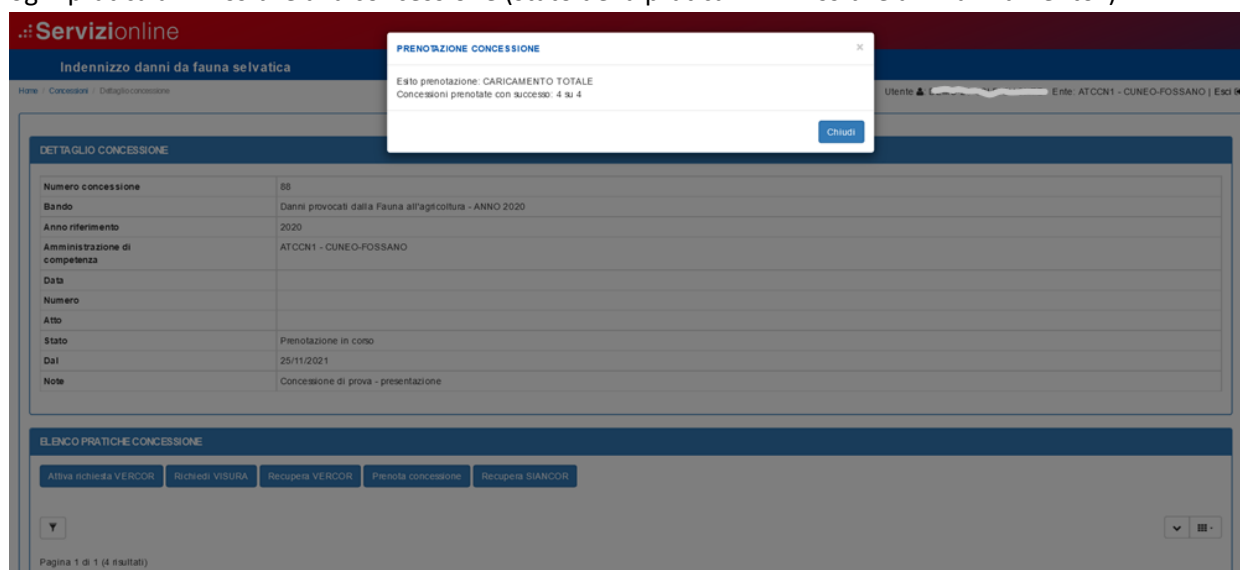 .::Servizionline
Indennizzo danni da fauna selvatica
PRENOTAZIONE CONCESSIONE ×
Esito prenotazione: CARICAMENTO TOTALE
Concessioni prenotate con successo: 4 su 4
Chiudi
Home / Concessioni / Dettaglio concessione
Utente Ente: ATCCN1 - CUNEO-FOSSANO | Esci
DETTAGLIO CONCESSIONE
Numero concessione 88
Bando Danni provocati dalla Fauna all'agricoltura - ANNO 2020
Anno riferimento 2020
Amministrazione di ATCCN1 - CUNEO-FOSSANO
competenza
Data
Numero
Atto
Stato Prenotazione in corso
Dal 25/11/2021
Note Concessione di prova - presentazione
ELENCO PRATICHE CONCESSIONE
Attiva richiesta VERCOR Richiedi VISURA Recupera VERCOR Prenota concessione Recupera SIANCOR
Pagina 1 di 1 (4 risultati)